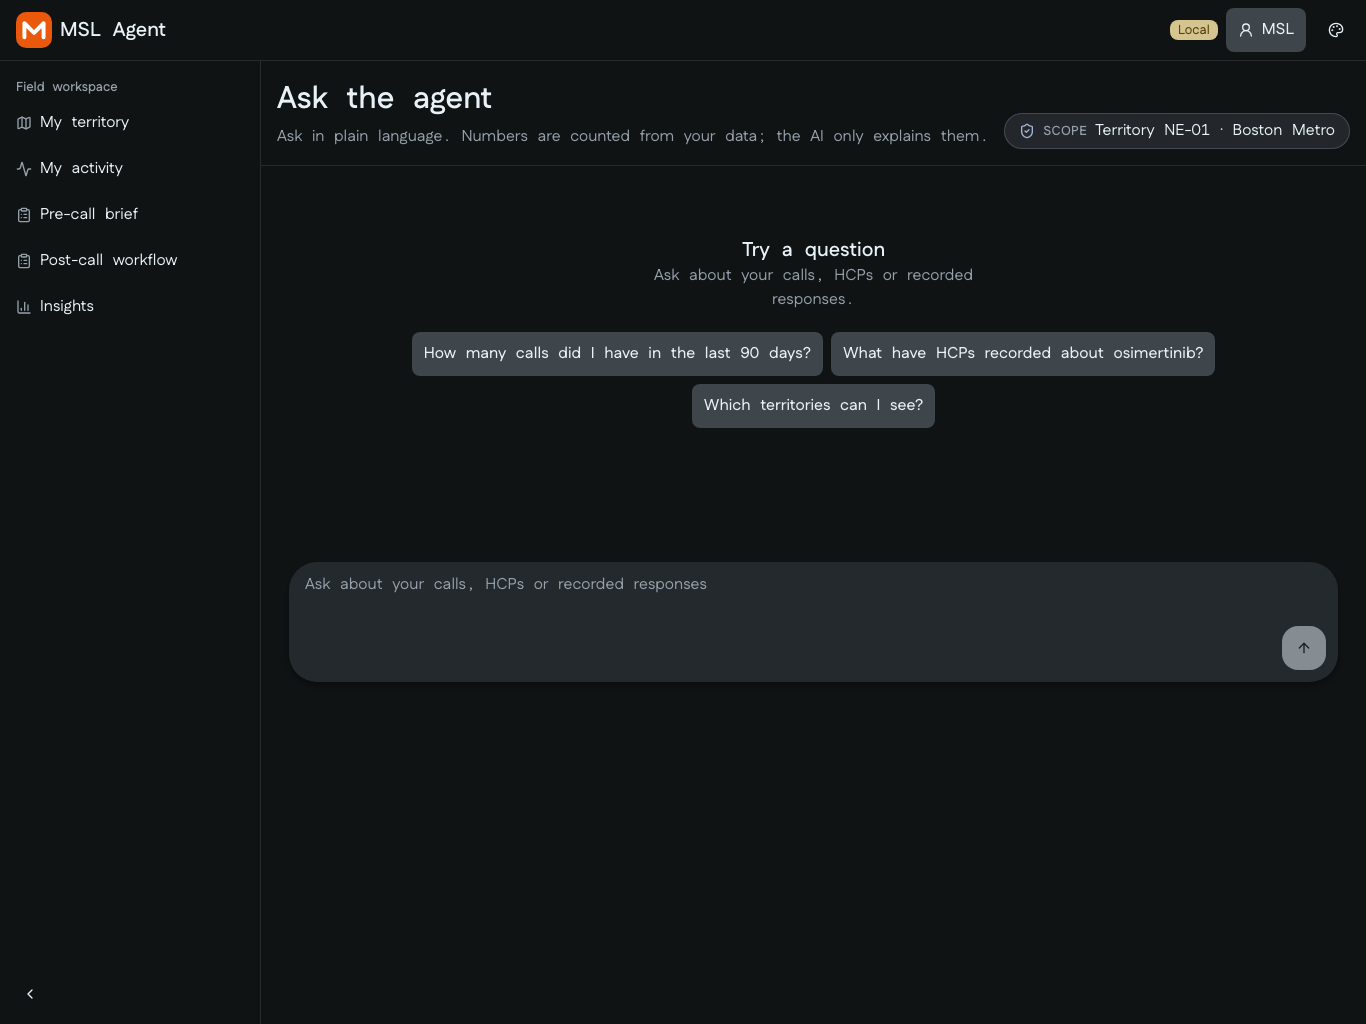 MSL Agent
Local
MSL
Field workspace
My territory
My activity
Pre-call brief
Post-call workflow
Insights
Ask the agent
Ask in plain language. Numbers are counted from your data; the AI only explains them.
SCOPE Territory NE-01 · Boston Metro
Try a question
Ask about your calls, HCPs or recorded
responses.
How many calls did I have in the last 90 days?
What have HCPs recorded about osimertinib?
Which territories can I see?
Ask about your calls, HCPs or recorded responses